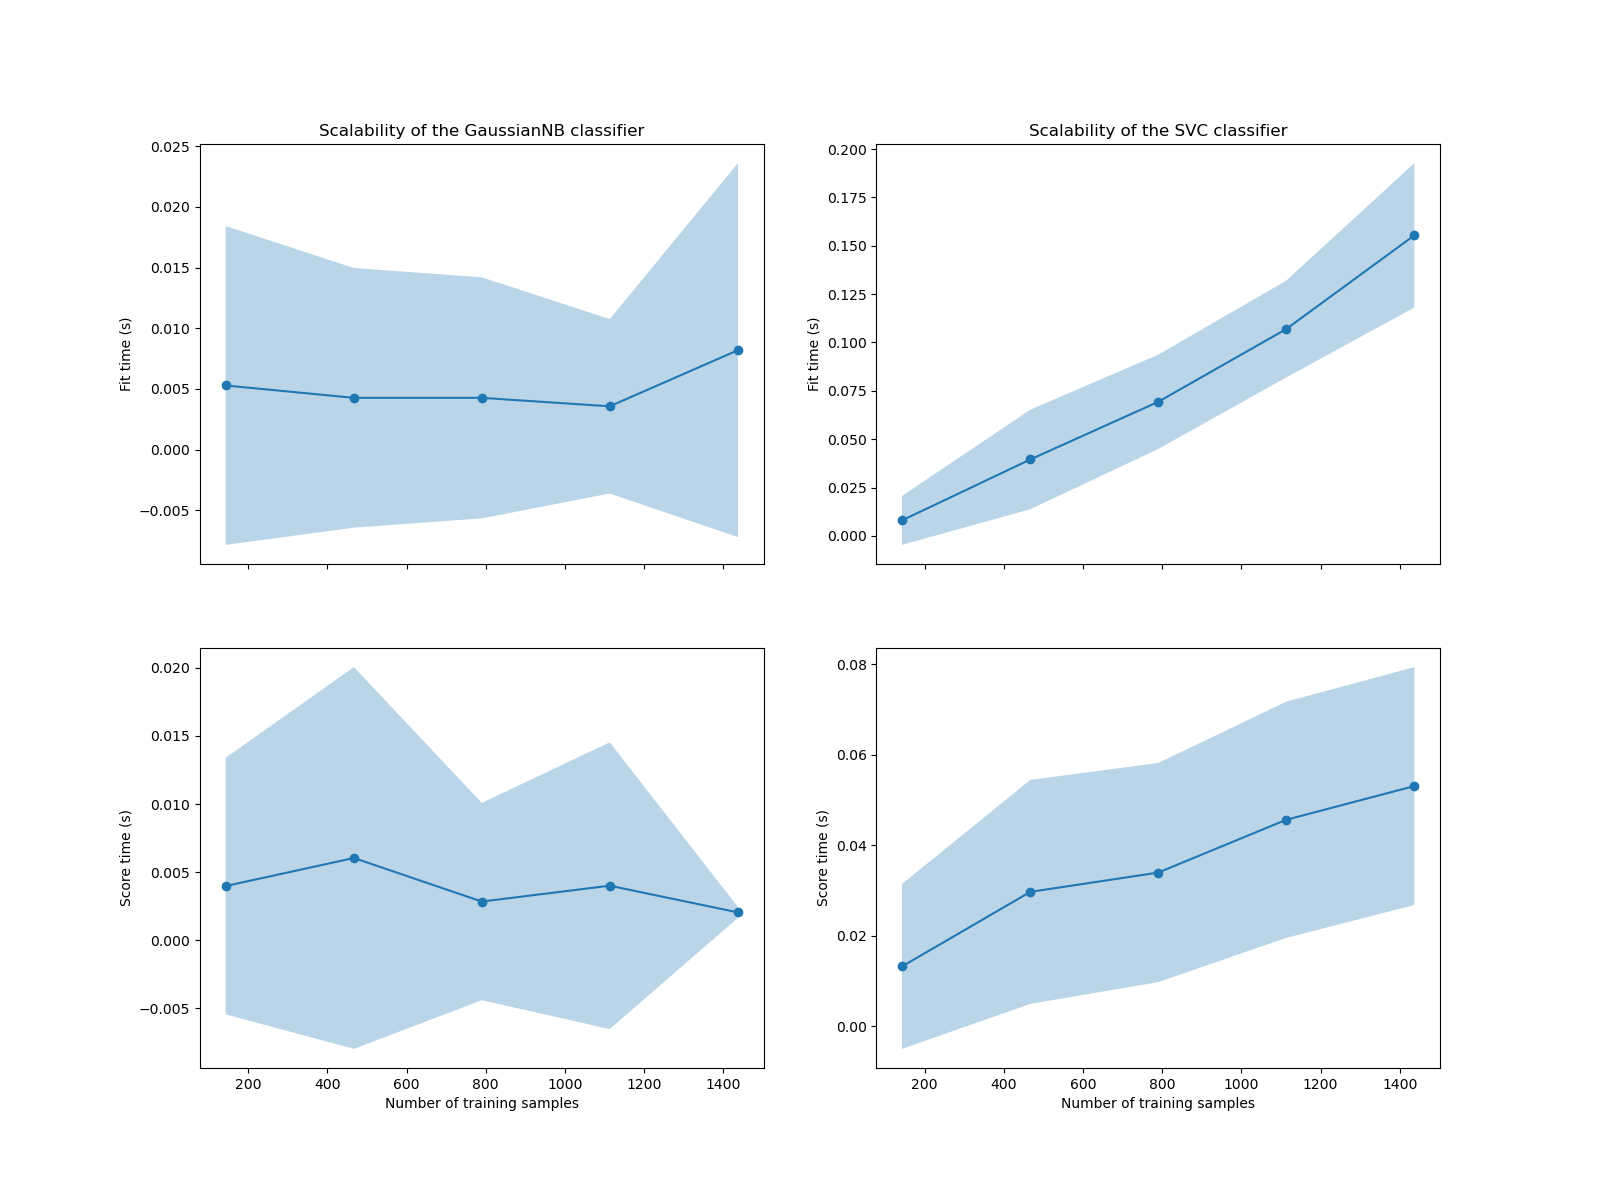 Scalability of the GaussianNB classifier
0.025
0.020
0.015
0.010
0.005
0.000
−0.005
Fit time (s)
Scalability of the SVC classifier
0.200
0.175
0.150
0.125
0.100
0.075
0.050
0.025
0.000
Fit time (s)
0.020
0.015
0.010
0.005
0.000
−0.005
Score time (s)
200 400 600 800 1000 1200 1400
Number of training samples
0.08
0.06
0.04
0.02
0.00
Score time (s)
200 400 600 800 1000 1200 1400
Number of training samples